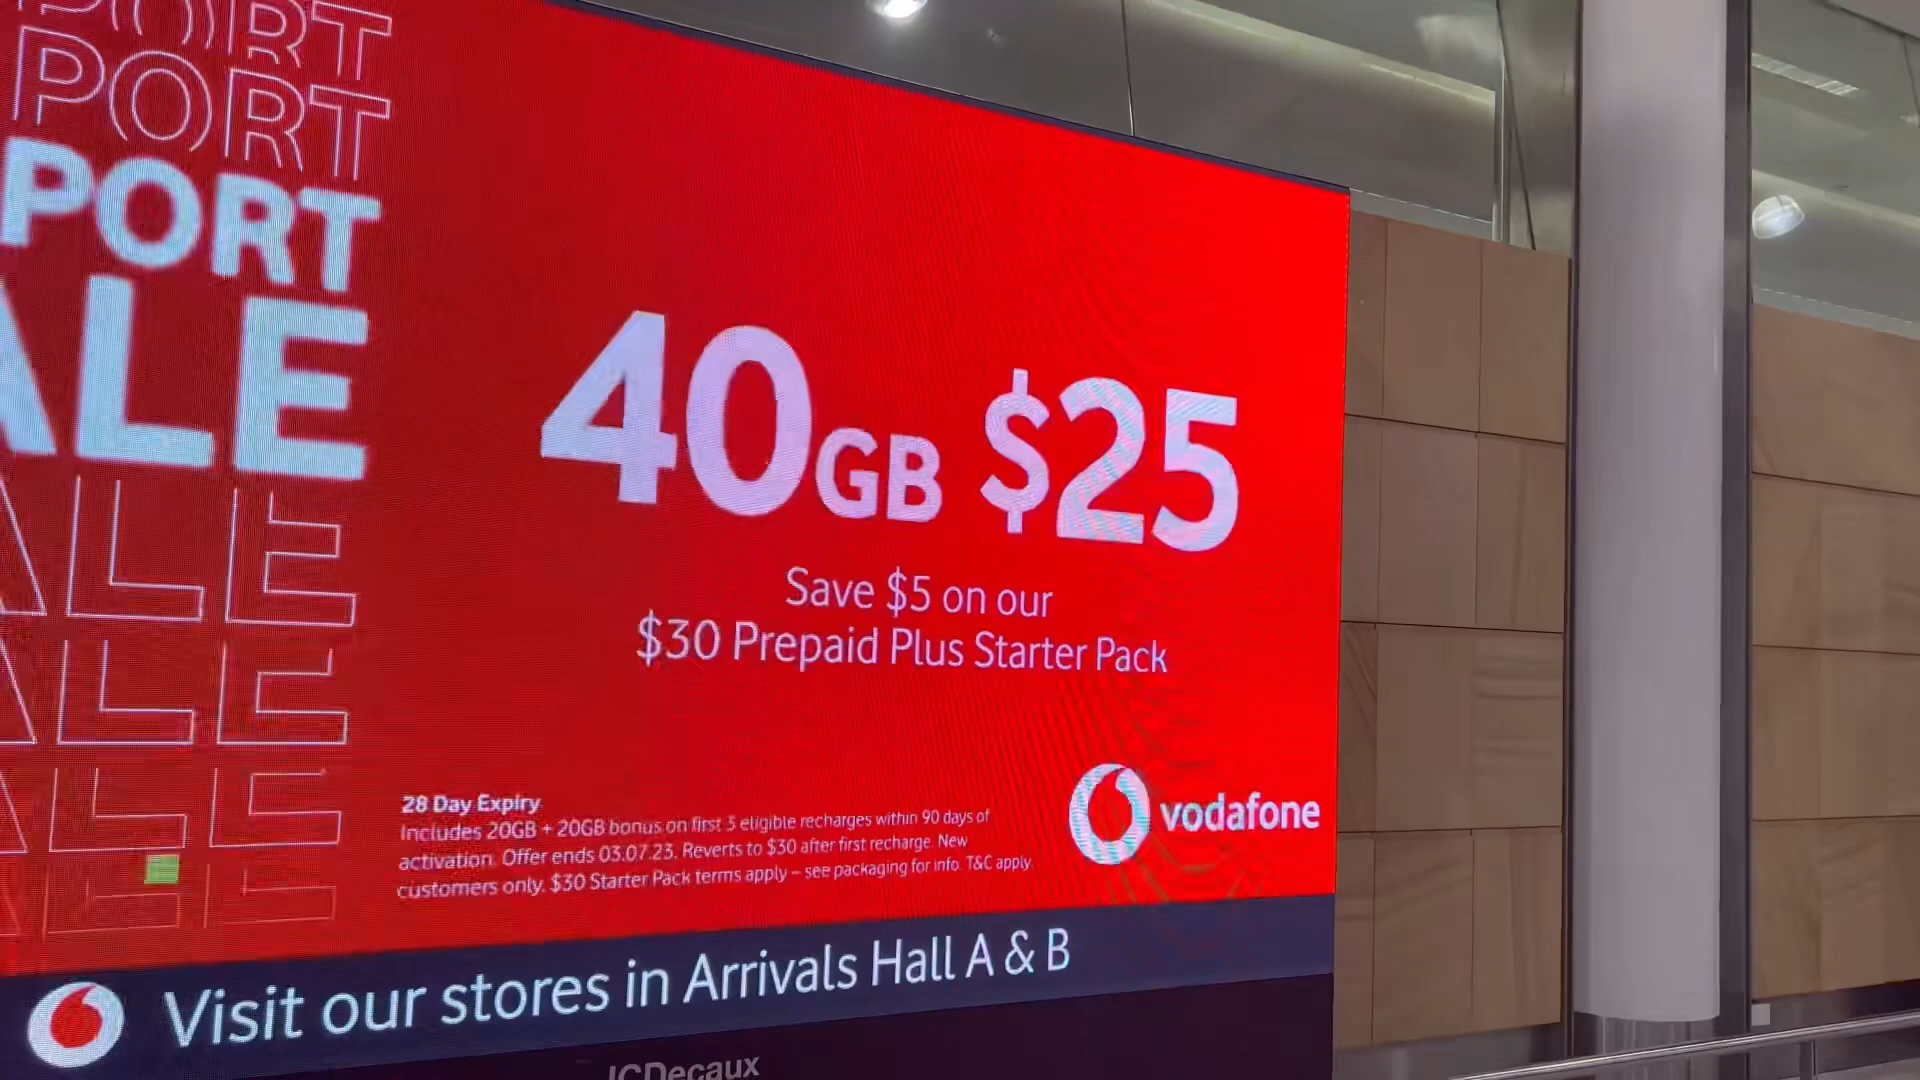 PORT
PORT
PORT
ALE
ALE
ALE
ALE
40GB $25
Save $5 on our
$30 Prepaid Plus Starter Pack
28 Day Expiry
Includes 20GB + 20GB bonus on first 3 eligible recharges within 90 days of
activation. Offer ends 03.07.23. Reverts to $30 after first recharge. New
customers only. $30 Starter Pack terms apply – see packaging for info. T&C apply.
vodafone
Visit our stores in Arrivals Hall A & B
JCDecaux